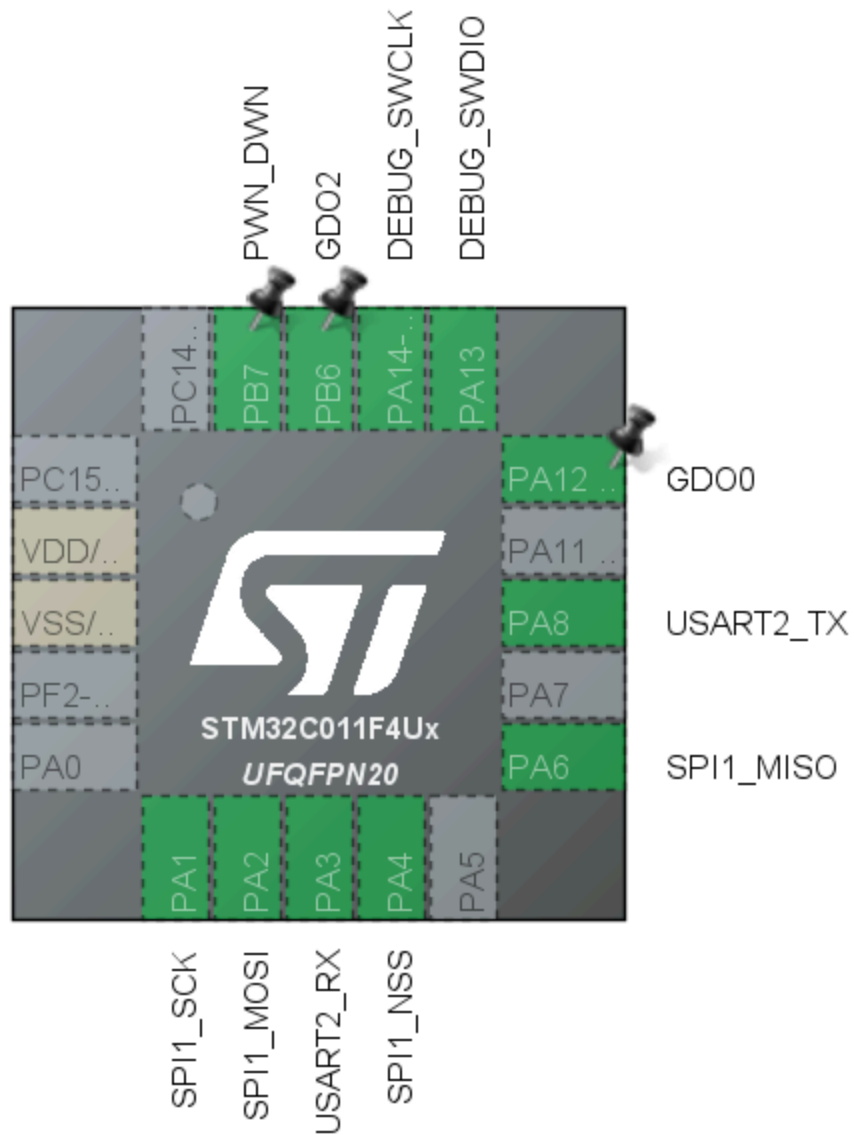 PWN_DWN
GDO2
DEBUG_SWCLK
DEBUG_SWDIO
PC14..
PB7
PB6
PA14-..
PA13
PC15..
VDD/..
VSS/..
PF2-..
PA0
PA12 ..
GDO0
PA11 ..
PA8
USART2_TX
PA7
PA6
SPI1_MISO
ST
STM32C011F4Ux
UFQFPN20
PA1
PA2
PA3
PA4
PA5
SPI1_SCK
SPI1_MOSI
USART2_RX
SPI1_NSS